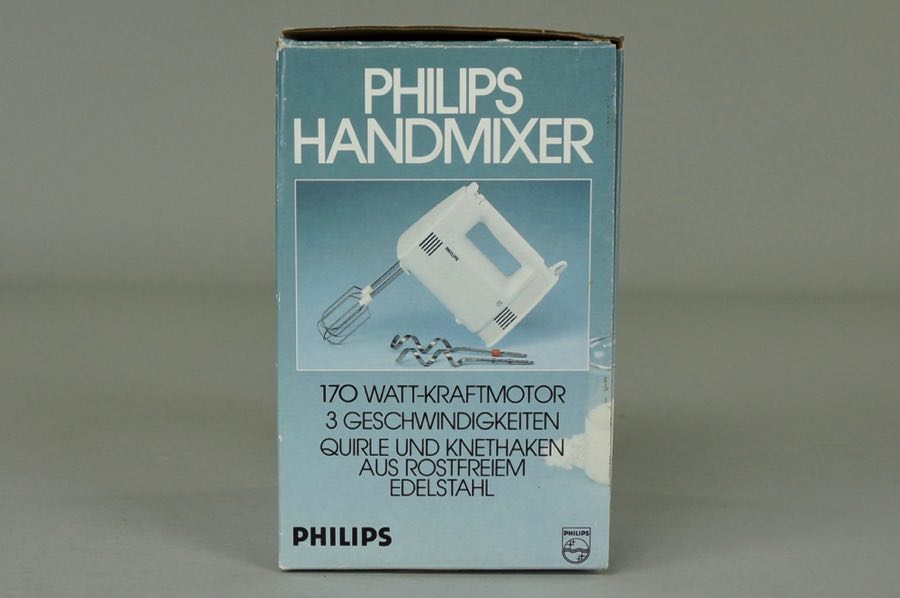 PHILIPS
HANDMIXER
PHILIPS
170 WATT-KRAFTMOTOR
3 GESCHWINDIGKEITEN
QUIRLE UND KNETHAKEN
AUS ROSTFREIEM
EDELSTAHL
PHILIPS
PHILIPS